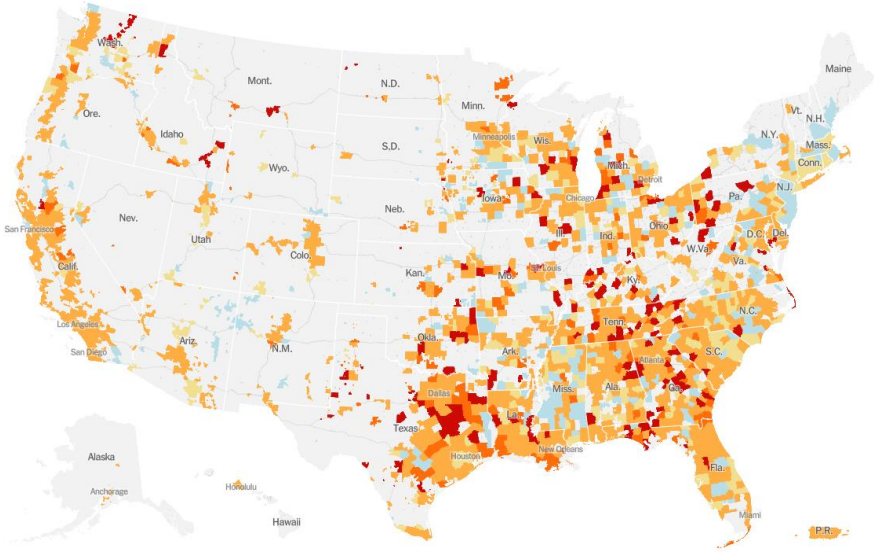 Wash.
Maine
Mont.
N.D.
Minn.
Vt.
N.H.
Ore.
Idaho
Minneapolis
Wis.
N.Y.
Mass.
S.D.
Mich.
Conn.
Wyo.
Detroit
Iowa
Chicago
Pa.
N.J.
Neb.
Nev.
Ohio
San Francisco
Utah
Ill.
Ind.
D.C.
Del.
Colo.
W.Va.
Va.
Calif.
Kan.
Mo.
St. Louis
Ky.
N.C.
Los Angeles
Tenn.
Ariz.
Okla.
San Diego
N.M.
Ark.
Atlanta
S.C.
Dallas
Miss.
Ala.
Ga.
La.
Texas
Alaska
Houston
New Orleans
Fla.
Anchorage
Honolulu
Miami
Hawaii
P.R.